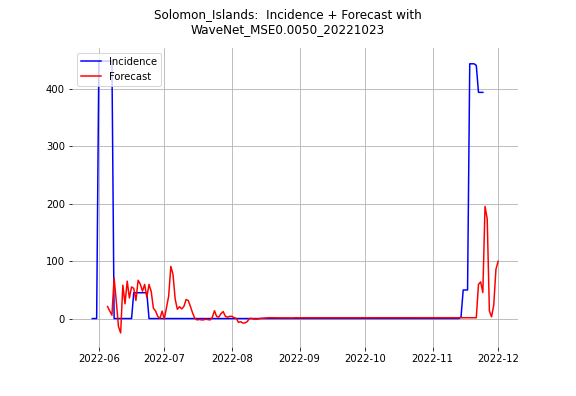 Solomon_Islands:  Incidence + Forecast with
WaveNet_MSE0.0050_20221023
Incidence
Forecast
400
300
200
100
0
2022-06 2022-07 2022-08 2022-09 2022-10 2022-11 2022-12